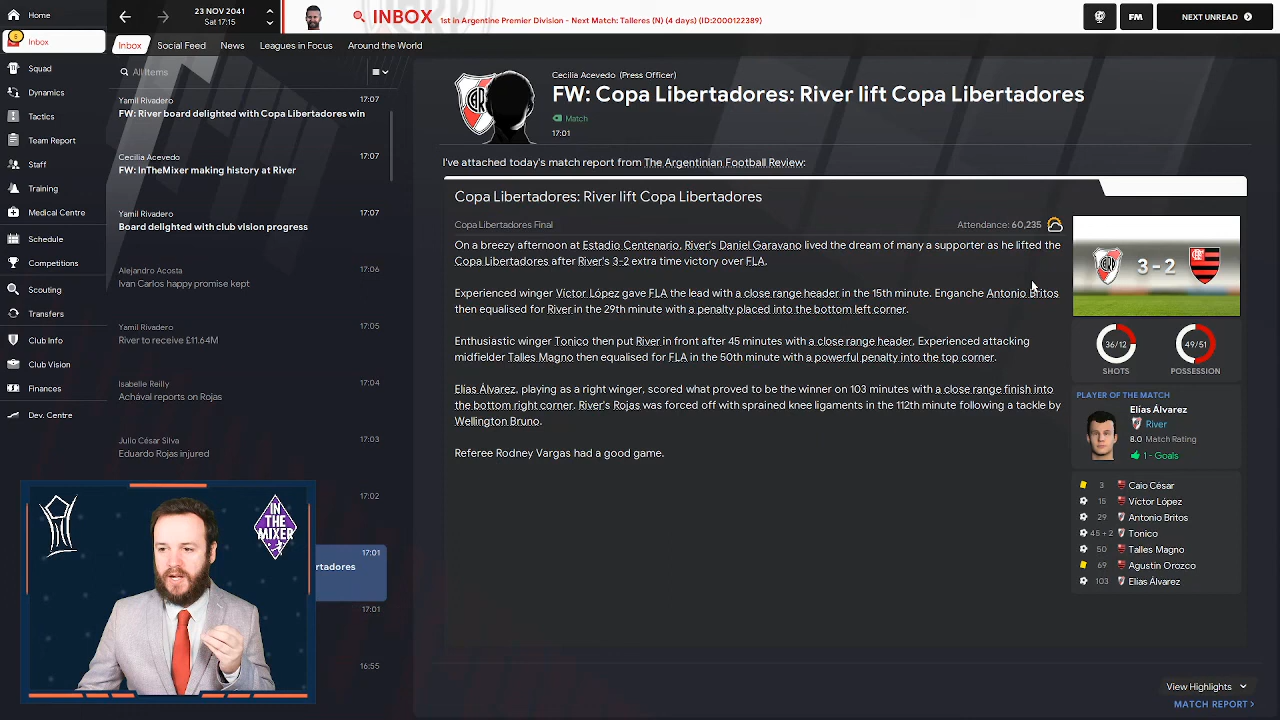 23 NOV 2041
Sat 17:15
INBOX
1st in Argentine Premier Division - Next Match: Talleres (N) (4 days) (ID:2000122389)
FM
NEXT UNREAD
Inbox
Inbox
Social Feed
News
Leagues in Focus
Around the World
Home
Squad
Dynamics
Tactics
Team Report
Staff
Training
Medical Centre
Schedule
Competitions
Scouting
Transfers
Club Info
Club Vision
Finances
Dev. Centre
All Items
Yamil Rivadero 17:07
FW: River board delighted with Copa Libertadores win
Cecilia Acevedo 17:07
FW: InTheMixer making history at River
Yamil Rivadero 17:07
Board delighted with club vision progress
Alejandro Acosta 17:06
Ivan Carlos happy promise kept
Yamil Rivadero 17:05
River to receive £11.64M
Isabelle Reilly 17:04
Achával reports on Rojas
Julio César Silva 17:03
Eduardo Rojas injured
17:02
17:01
rtadores
17:01
16:55
IN
THE
MIXER
Cecilia Acevedo (Press Officer)
FW: Copa Libertadores: River lift Copa Libertadores
Match
17:01
I've attached today's match report from The Argentinian Football Review:
Copa Libertadores: River lift Copa Libertadores
Copa Libertadores Final
Attendance: 60,235
On a breezy afternoon at Estadio Centenario, River's Daniel Garavano lived the dream of many a supporter as he lifted the
Copa Libertadores after River's 3-2 extra time victory over FLA.
Experienced winger Víctor López gave FLA the lead with a close range header in the 15th minute. Enganche Antonio Britos
then equalised for River in the 29th minute with a penalty placed into the bottom left corner.
Enthusiastic winger Tonico then put River in front after 45 minutes with a close range header. Experienced attacking
midfielder Talles Magno then equalised for FLA in the 50th minute with a powerful penalty into the top corner.
Elías Álvarez, playing as a right winger, scored what proved to be the winner on 103 minutes with a close range finish into
the bottom right corner. River's Rojas was forced off with sprained knee ligaments in the 112th minute following a tackle by
Wellington Bruno.
Referee Rodney Vargas had a good game.
3 - 2
36/12
49/51
SHOTS
POSSESSION
PLAYER OF THE MATCH
Elías Álvarez
River
8.0 Match Rating
1 - Goals
3 Caio César
15 Víctor López
29 Antonio Britos
45 + 2 Tonico
50 Talles Magno
69 Agustín Orozco
103 Elías Álvarez
View Highlights
MATCH REPORT >